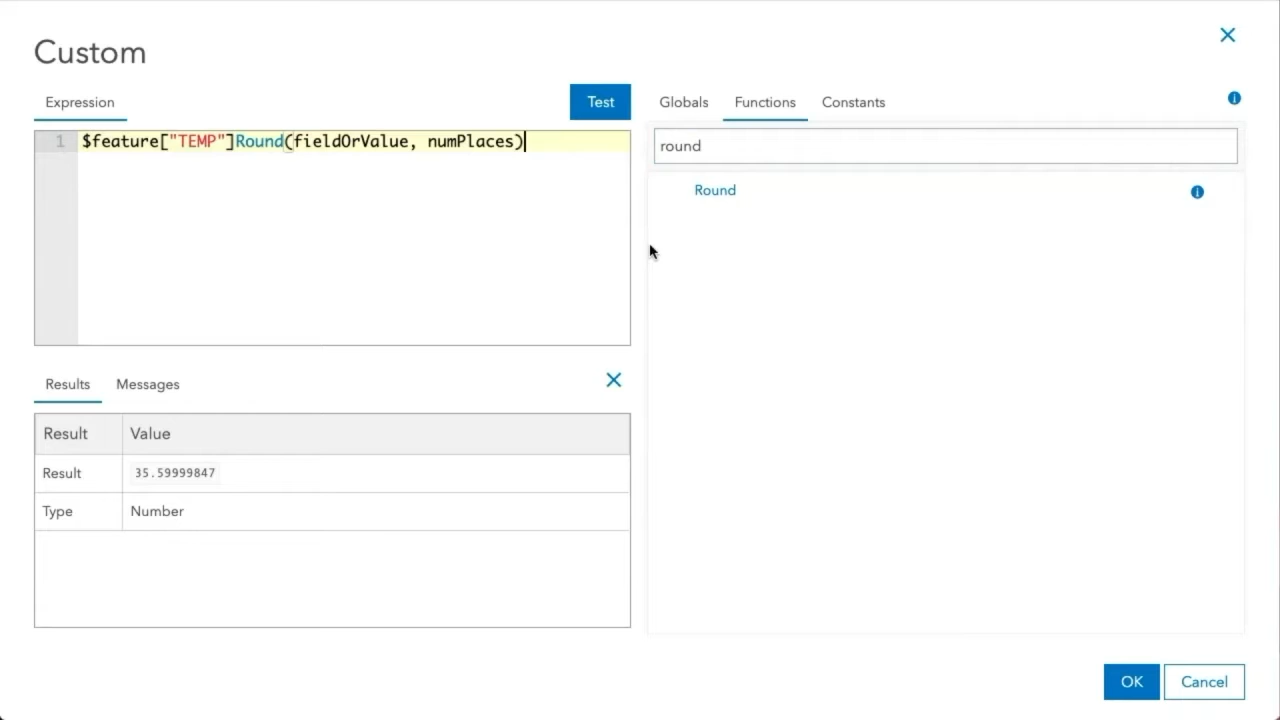 Custom
Expression
Test
Globals
Functions
Constants
1
$feature["TEMP"]Round(fieldOrValue, numPlaces)
round
Round
Results
Messages
Result
Value
Result
35.59999847
Type
Number
OK
Cancel